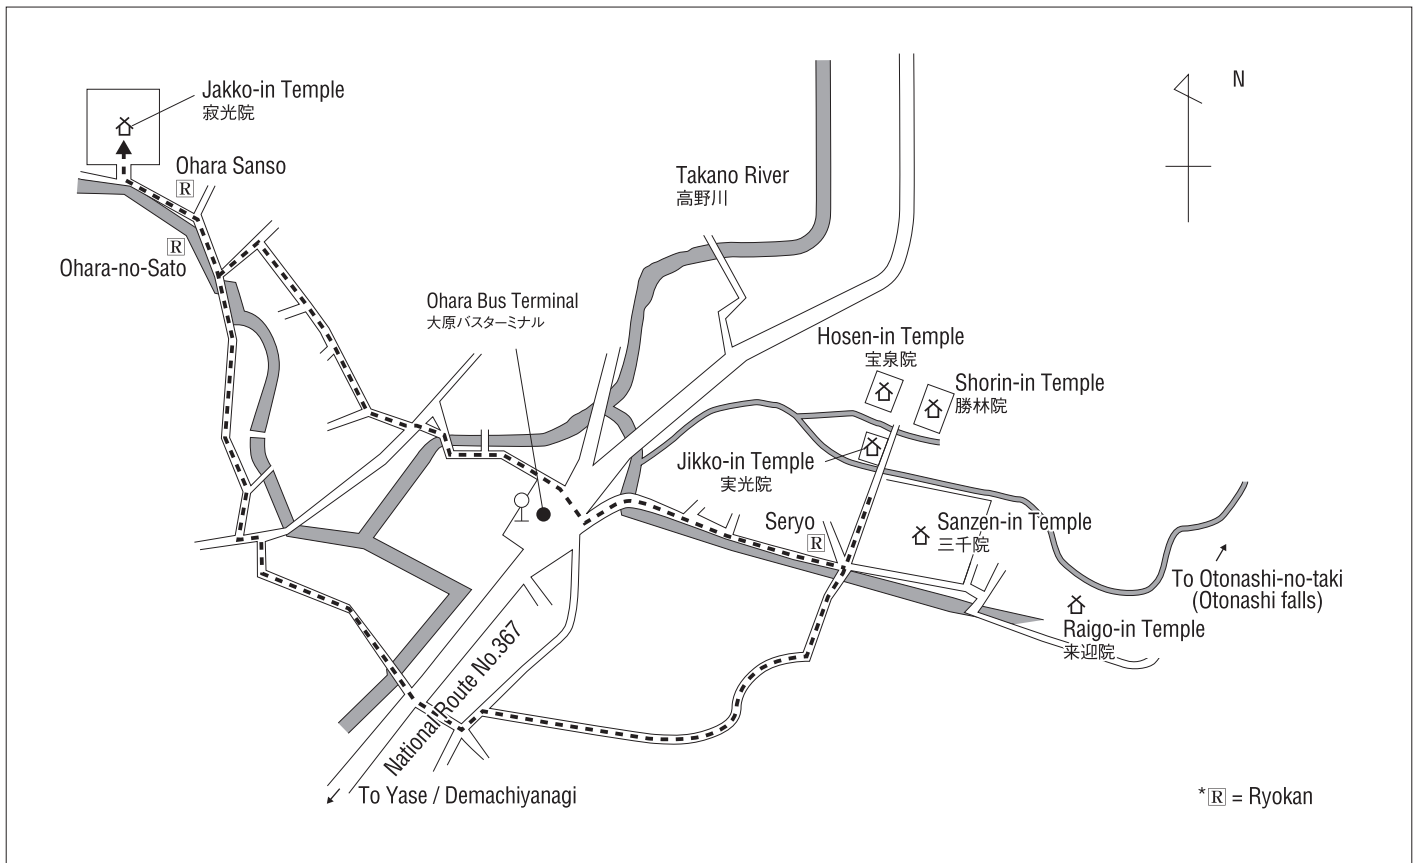 N
Jakko-in Temple
寂光院
Ohara Sanso
R
Takano River
高野川
R
Ohara-no-Sato
Ohara Bus Terminal
大原バスターミナル
Hosen-in Temple
宝泉院
Shorin-in Temple
勝林院
Jikko-in Temple
実光院
Seryo
R
Sanzen-in Temple
三千院
To Otonashi-no-taki
(Otonashi falls)
Raigo-in Temple
来迎院
National Route No.367
To Yase / Demachiyanagi
*R = Ryokan